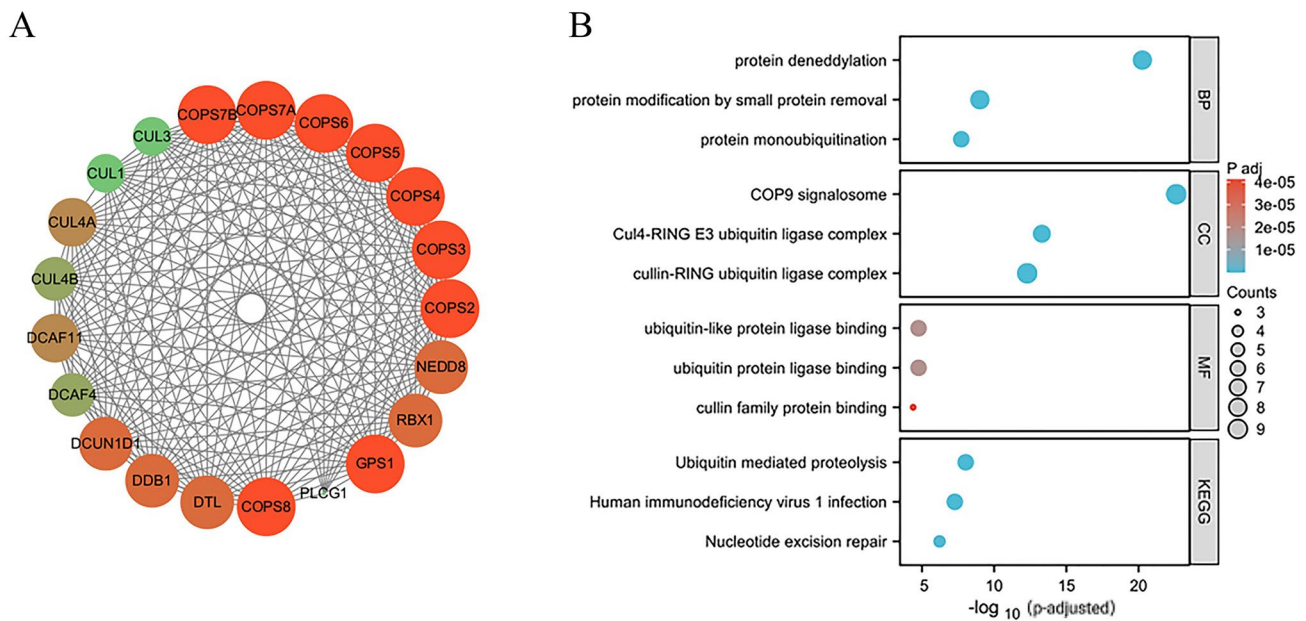 A
COPS7B
COPS7A
COPS6
COPS5
COPS4
COPS3
COPS2
NEDD8
RBX1
GPS1
PLCG1
COPS8
DTL
DDB1
DCUN1D1
DCAF4
DCAF11
CUL4B
CUL4A
CUL1
CUL3
B
protein deneddylation
protein modification by small protein removal
protein monoubiquitination
BP
COP9 signalosome
Cul4-RING E3 ubiquitin ligase complex
cullin-RING ubiquitin ligase complex
CC
ubiquitin-like protein ligase binding
ubiquitin protein ligase binding
cullin family protein binding
MF
Ubiquitin mediated proteolysis
Human immunodeficiency virus 1 infection
Nucleotide excision repair
KEGG
5 10 15 20
-log 10 (p-adjusted)
P adj
4e-05
3e-05
2e-05
1e-05
Counts
3
4
5
6
7
8
9